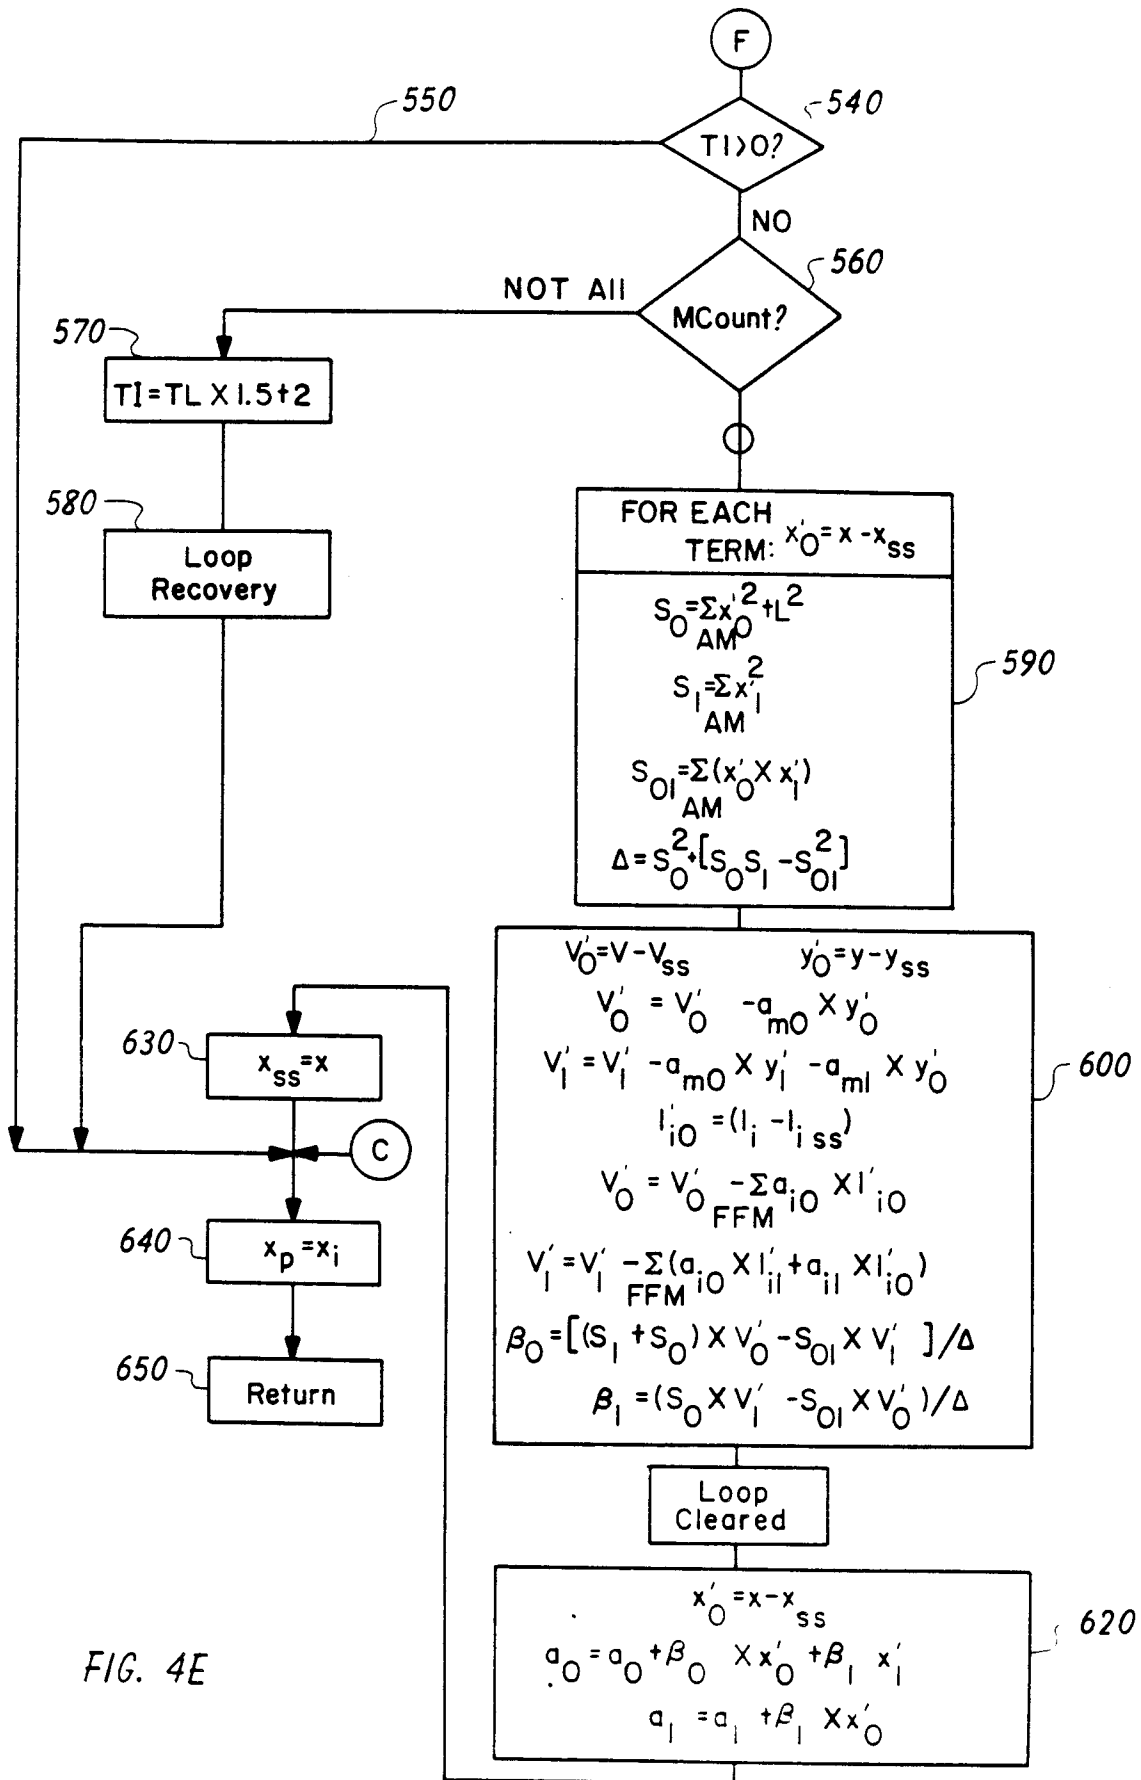 F
550
540
TI>0?
NO
560
NOT All
MCount?
570
TI=TL X 1.5+2
580
Loop
Recovery
FOR EACH
TERM: x'0 = x - xss
S0=Σx'0²+L²
AM
S1=Σx'1²
AM
590
S01=Σ(x'0 X x'1)
AM
Δ=S0²+[S0S1-S01²]
V'0=V-Vss y'0=y-yss
V'0 = V'0 -am0 X y'0
630
xss=x
V'1=V'1-am0 X y'1 -am1 X y'0
600
I'i0=(Ii-Iiss)
C
V'0 = V'0 -Σai0 X I'i0
FFM
640
xp=xi
V'1=V'1 -Σ(ai0 X I'i1+ai1 X I'i0)
FFM
β0=[(S1+S0) X V'0-S01 X V'1 ]/Δ
650
Return
β1=(S0 X V'1 -S01 X V'0)/Δ
Loop
Cleared
x'0=x-xss
620
a0=a0+β0 X x'0+β1 x'1
FIG. 4E
a1=a1+β1 X x'0